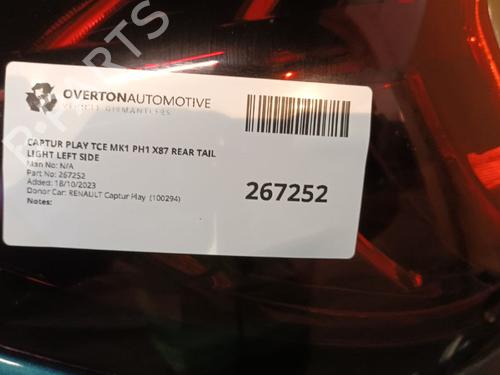 OVERTONAUTOMOTIVE
VEHICLE DISMANTLERS
CAPTUR PLAY TCE MK1 PH1 X87 REAR TAIL
LIGHT LEFT SIDE
Man No: N/A
Part No: 267252
Added: 18/10/2023
Donor Car: RENAULT Captur Play (100294)
Notes:
267252
PARTS